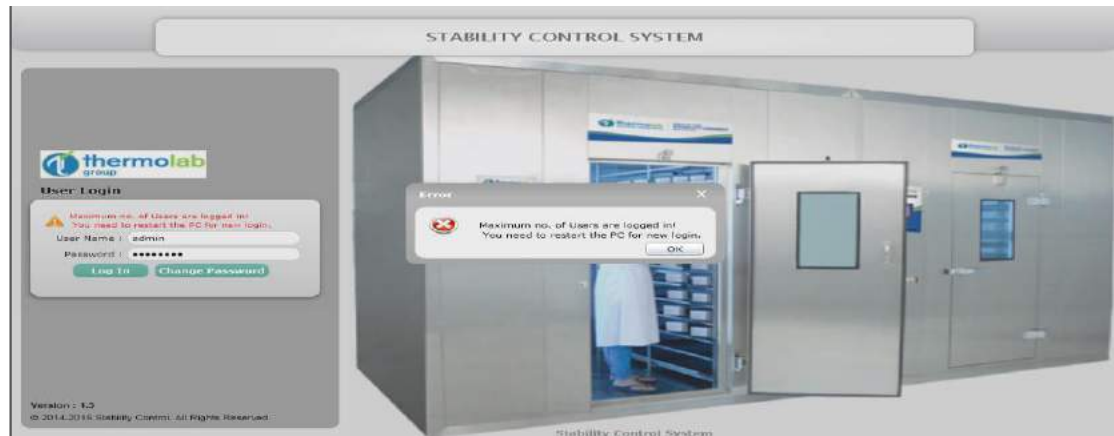 STABILITY CONTROL SYSTEM
thermolab
group
User Login
Maximum no. of Users are logged in!
You need to restart the PC for new login.
User Name : admin
Password : ••••••••
Log In
Change Password
Error
X
Maximum no. of Users are logged in!
You need to restart the PC for new login.
OK
Version : 1.3
© 2014-2016 Stability Control. All Rights Reserved
Stability Control System